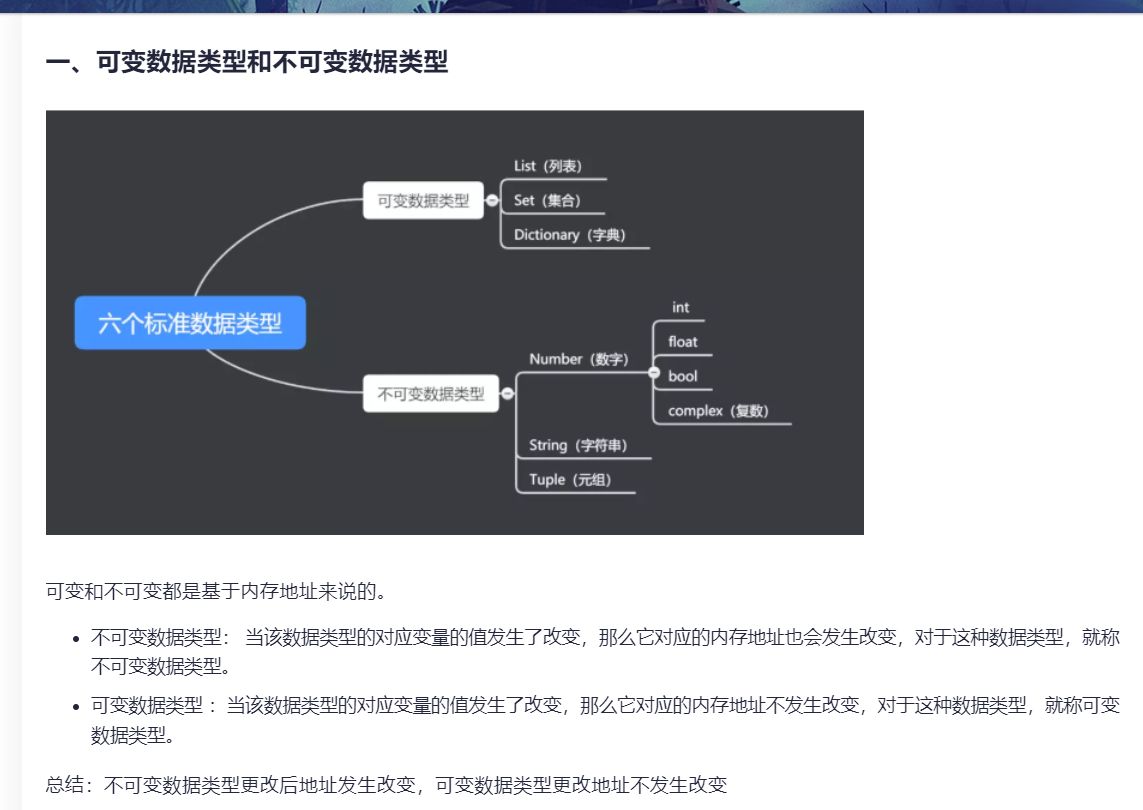 一、可变数据类型和不可变数据类型
List（列表）
可变数据类型
Set（集合）
Dictionary（字典）
六个标准数据类型
int
float
Number（数字）
bool
不可变数据类型
complex（复数）
String（字符串）
Tuple（元组）
可变和不可变都是基于内存地址来说的。
不可变数据类型： 当该数据类型的对应变量的值发生了改变，那么它对应的内存地址也会发生改变，对于这种数据类型，就称
不可变数据类型。
可变数据类型 ：当该数据类型的对应变量的值发生了改变，那么它对应的内存地址不发生改变，对于这种数据类型，就称可变
数据类型。
总结：不可变数据类型更改后地址发生改变，可变数据类型更改地址不发生改变